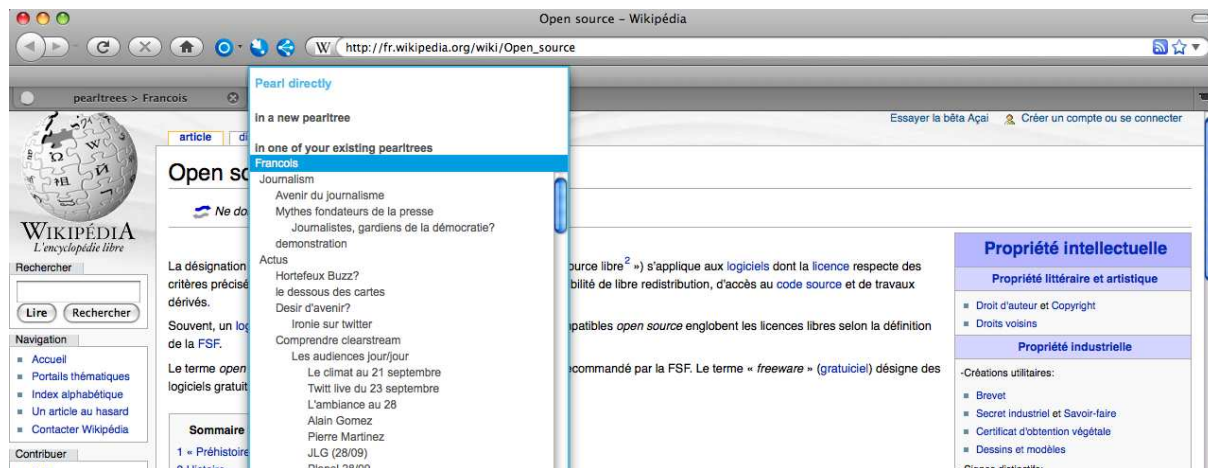 Open source – Wikipédia
W http://fr.wikipedia.org/wiki/Open_source
pearltrees > Francois
Pearl directly
in a new pearltree
in one of your existing pearltrees
Francois
Journalism
Avenir du journalisme
Mythes fondateurs de la presse
Journalistes, gardiens de la démocratie?
demonstration
Actus
Hortefeux Buzz?
le dessous des cartes
Desir d'avenir?
Ironie sur twitter
Comprendre clearstream
Les audiences jour/jour
Le climat au 21 septembre
Twitt live du 23 septembre
L'ambiance au 28
Alain Gomez
Pierre Martinez
JLG (28/09)
Planel 28/09
WIKIPÉDIA
L'encyclopédie libre
Rechercher
Lire Rechercher
Navigation
Accueil
Portails thématiques
Index alphabétique
Un article au hasard
Contacter Wikipédia
Contribuer
Essayer la bêta Açai Créer un compte ou se connecter
article di
Open so
Ne do
La désignation ource libre2 ») s'applique aux logiciels dont la licence respecte des
critères précisé bilité de libre redistribution, d'accès au code source et de travaux
dérivés.
Souvent, un log patibles open source englobent les licences libres selon la définition
de la FSF.
Le terme open ecommandé par la FSF. Le terme « freeware » (gratuiciel) désigne des
logiciels gratuit
Sommaire
1 « Préhistoire
2 Histoire
Propriété intellectuelle
Propriété littéraire et artistique
Droit d'auteur et Copyright
Droits voisins
Propriété industrielle
-Créations utilitaires:
Brevet
Secret industriel et Savoir-faire
Certificat d'obtention végétale
Dessins et modèles